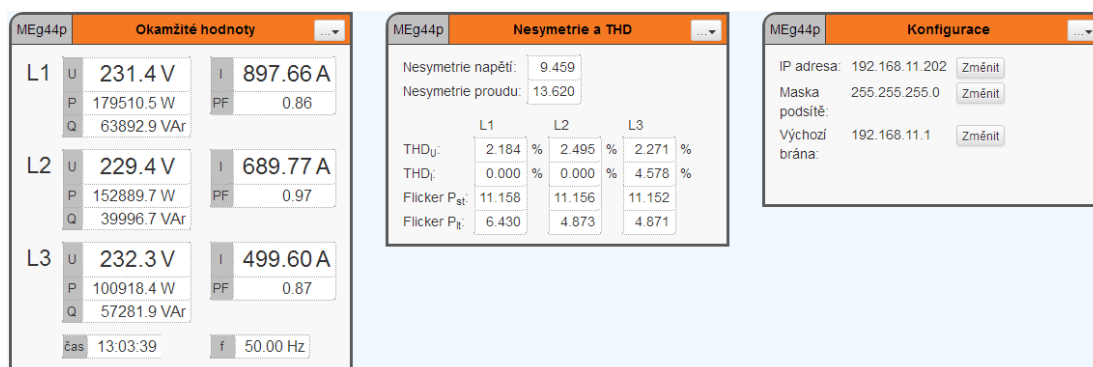 MEg44p Okamžité hodnoty ...
L1 U 231.4 V I 897.66 A
P 179510.5 W PF 0.86
Q 63892.9 VAr
L2 U 229.4 V I 689.77 A
P 152889.7 W PF 0.97
Q 39996.7 VAr
L3 U 232.3 V I 499.60 A
P 100918.4 W PF 0.87
Q 57281.9 VAr
čas 13:03:39 f 50.00 Hz
MEg44p Nesymetrie a THD ...
Nesymetrie napětí: 9.459
Nesymetrie proudu: 13.620
L1 L2 L3
THDU: 2.184 % 2.495 % 2.271 %
THDI: 0.000 % 0.000 % 4.578 %
Flicker Pst: 11.158 11.156 11.152
Flicker Plt: 6.430 4.873 4.871
MEg44p Konfigurace ...
IP adresa: 192.168.11.202 Změnit
Maska 255.255.255.0 Změnit
podsítě:
Výchozí 192.168.11.1 Změnit
brána: